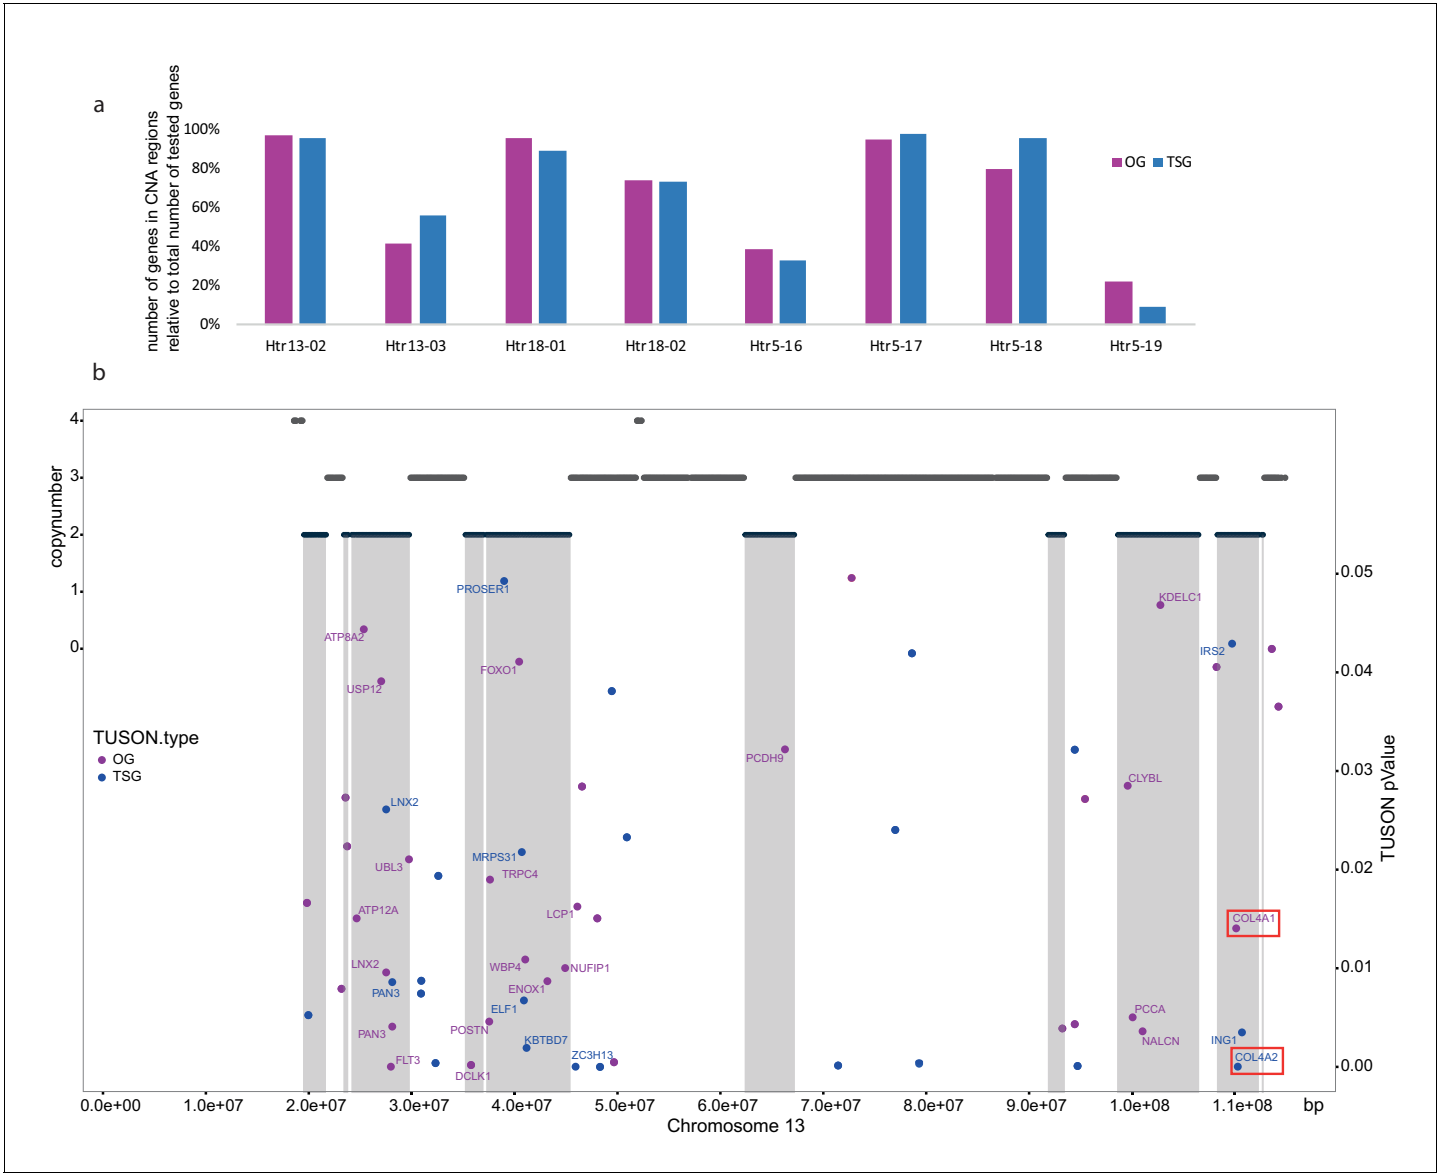 a
number of genes in CNA regions
relative to total number of tested genes
100%
80%
60%
40%
20%
0%
OG TSG
Htr13-02 Htr13-03 Htr18-01 Htr18-02 Htr5-16 Htr5-17 Htr5-18 Htr5-19
b
copynumber
4
3
2
1
0
0.05
0.04
0.03
0.02
0.01
0.00
TUSON pValue
TUSON.type
OG
TSG
PROSER1
KDELC1
ATP8A2
IRS2
FOXO1
USP12
PCDH9
CLYBL
LNX2
MRPS31
UBL3
TRPC4
ATP12A
LCP1
COL4A1
LNX2
WBP4
NUFIP1
ENOX1
PAN3
ELF1
PCCA
POSTN
PAN3
NALCN
KBTBD7
ING1
ZC3H13
FLT3
COL4A2
DCLK1
0.0e+00 1.0e+07 2.0e+07 3.0e+07 4.0e+07 5.0e+07 6.0e+07 7.0e+07 8.0e+07 9.0e+07 1.0e+08 1.1e+08 bp
Chromosome 13